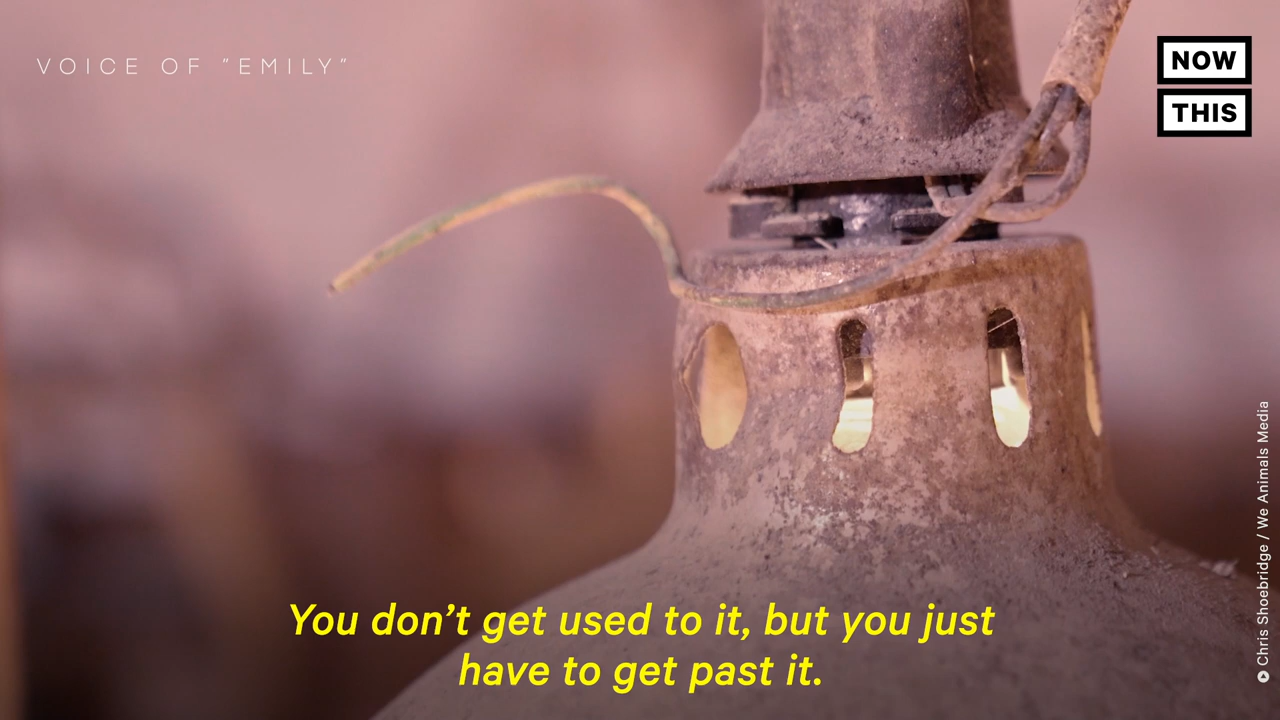 VOICE OF "EMILY"
NOW
THIS
Chris Shoebridge / We Animals Media
You don't get used to it, but you just
have to get past it.